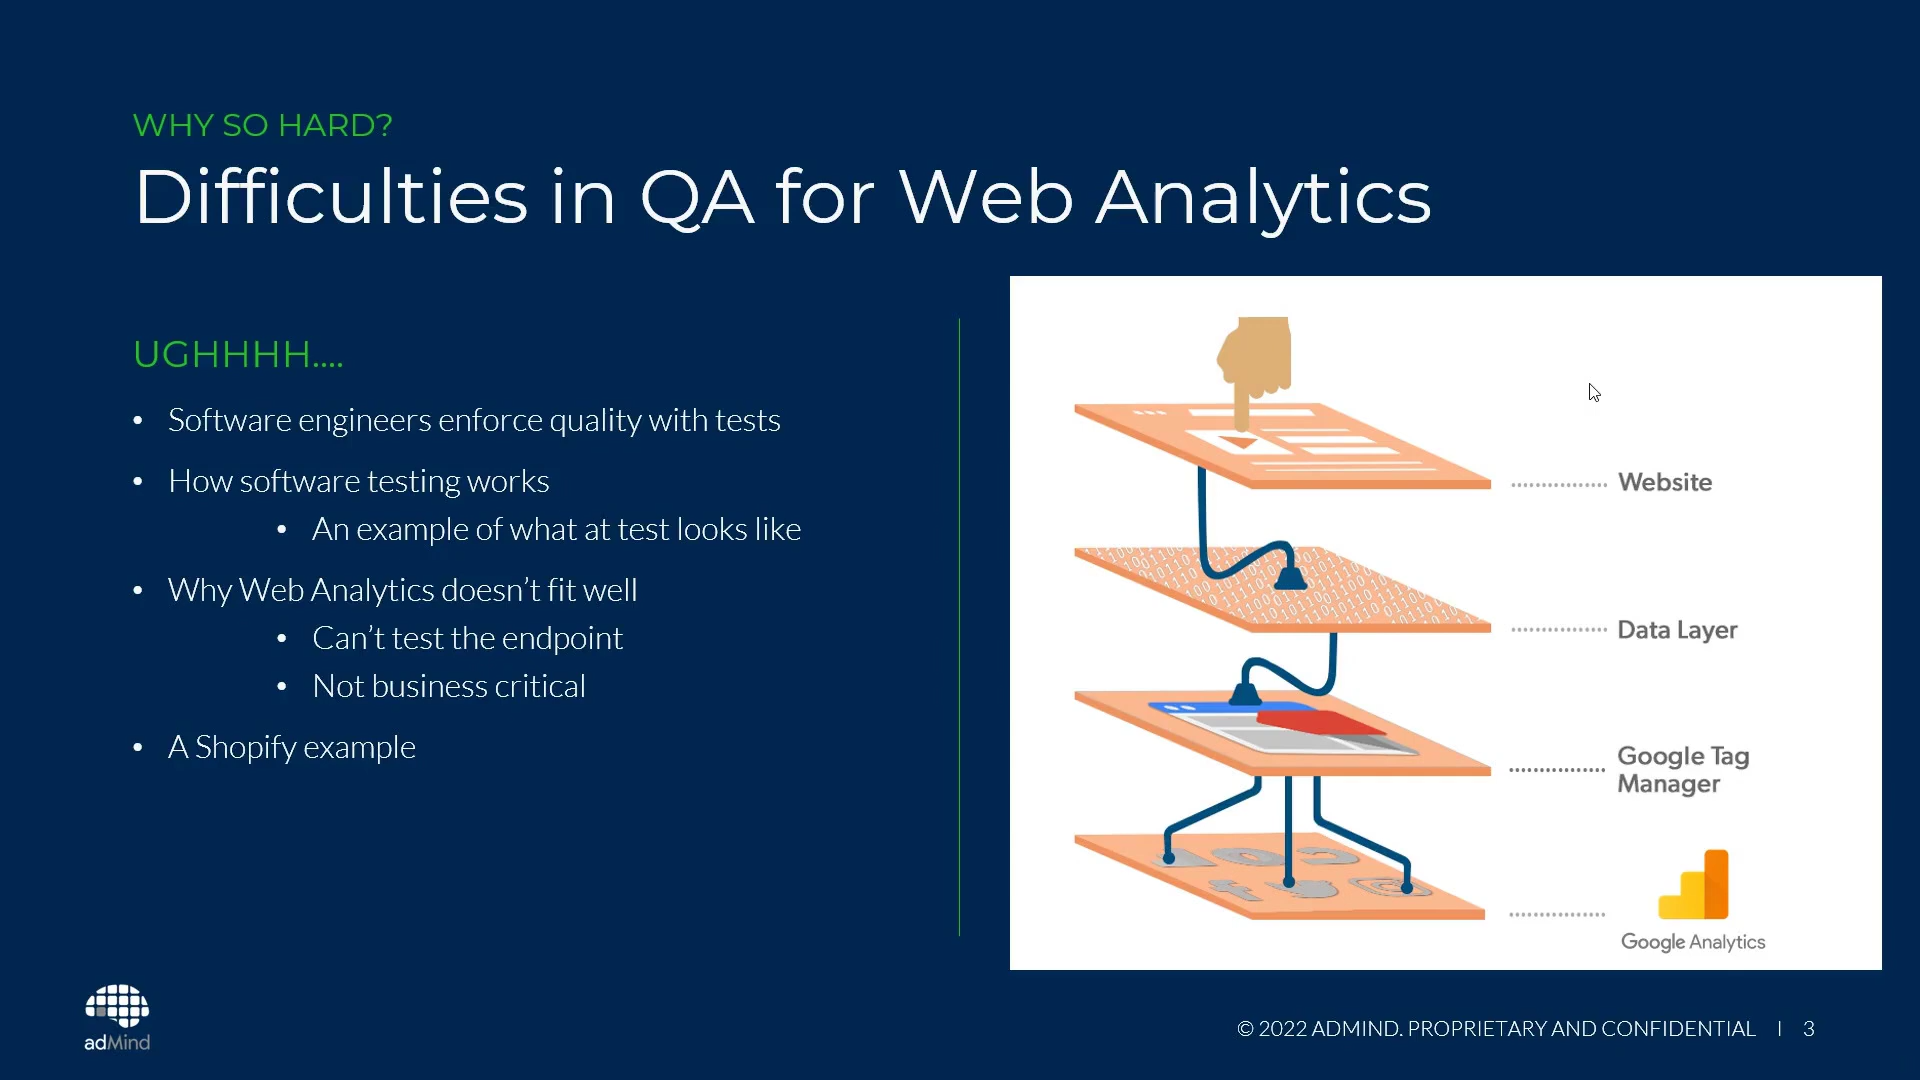 WHY SO HARD?
Difficulties in QA for Web Analytics
UGHHHH....
• Software engineers enforce quality with tests
• How software testing works
• An example of what at test looks like
• Why Web Analytics doesn't fit well
• Can't test the endpoint
• Not business critical
• A Shopify example
Website
Data Layer
Google Tag
Manager
Google Analytics
adMind
© 2022 ADMIND. PROPRIETARY AND CONFIDENTIAL | 3